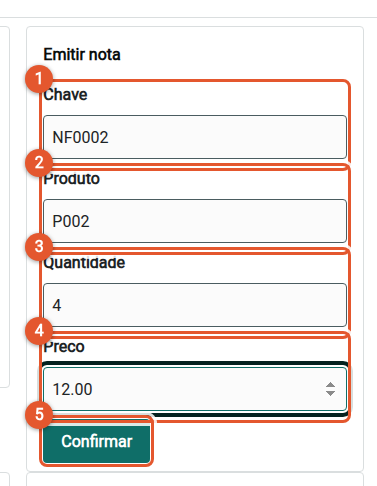 Emitir nota
1
Chave
NF0002
2
Produto
P002
3
Quantidade
4
4
Preco
12.00
5
Confirmar